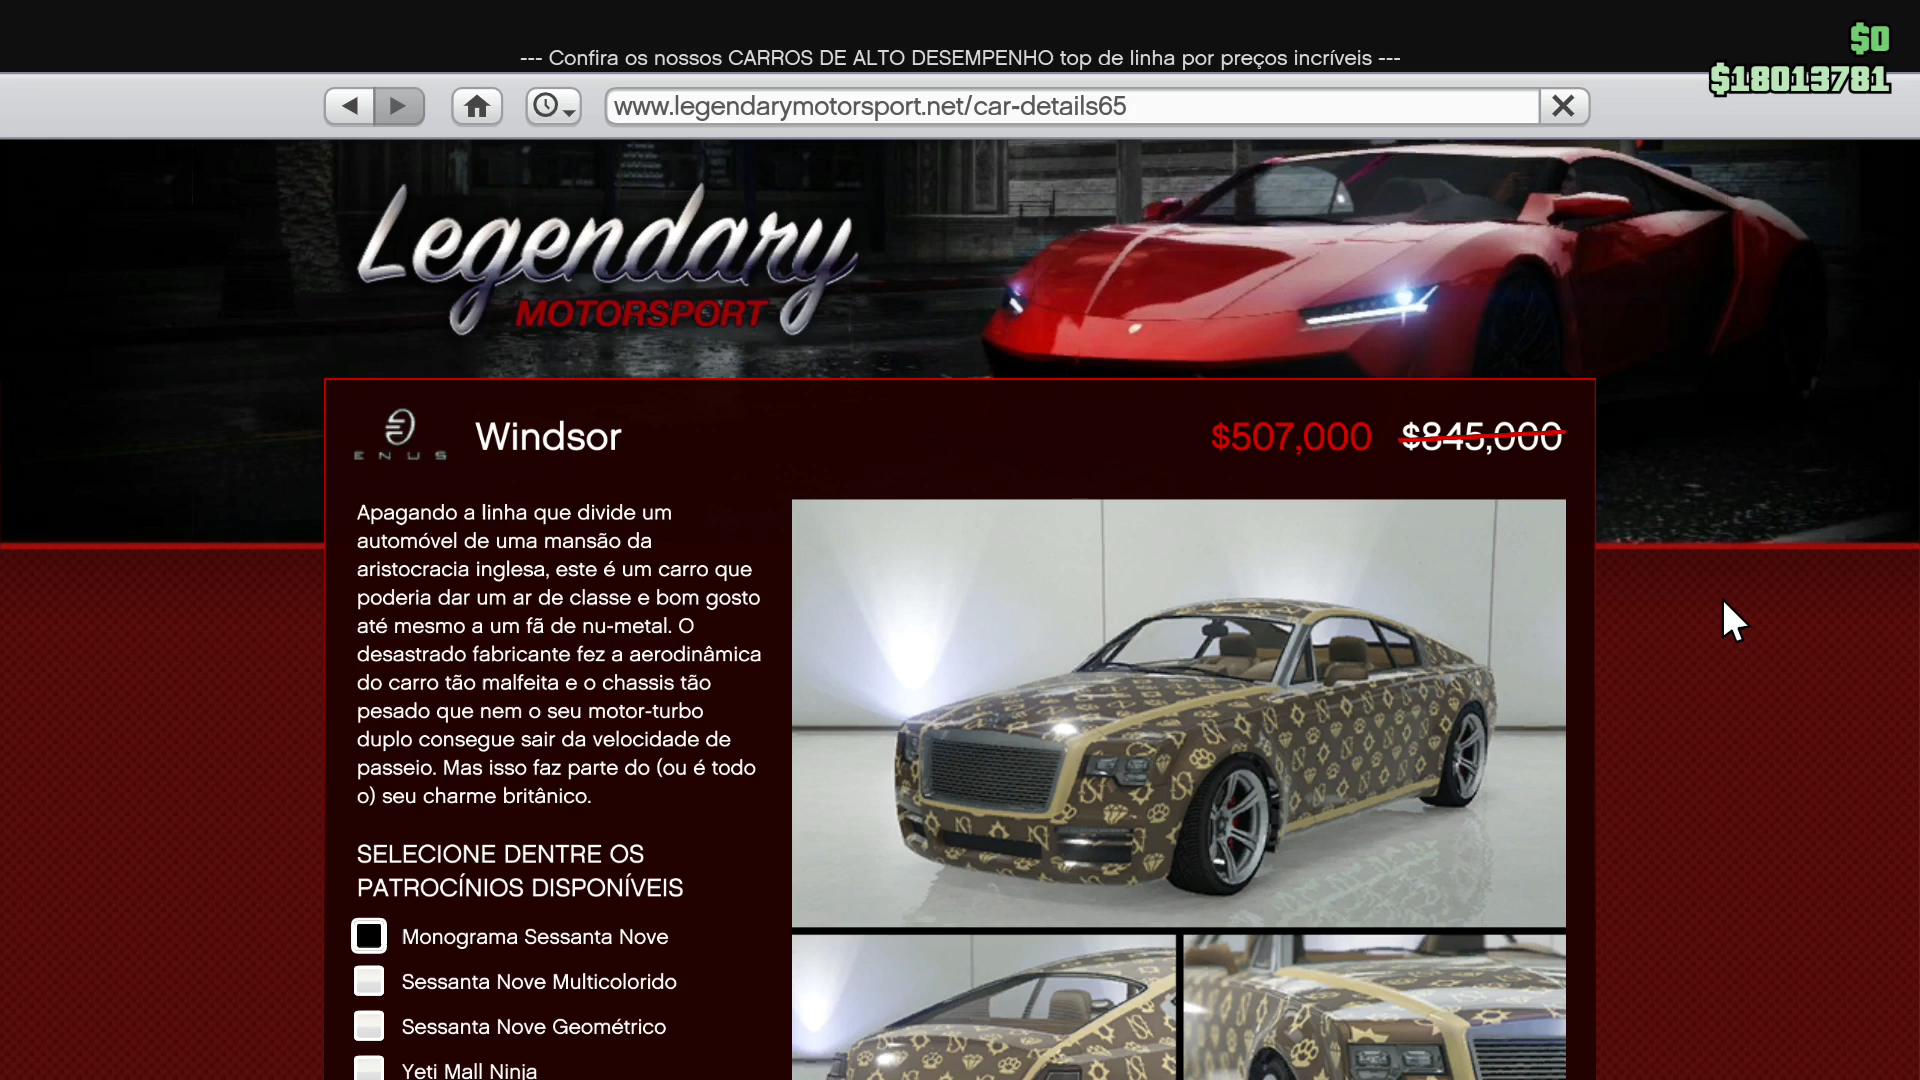 $0
--- Confira os nossos CARROS DE ALTO DESEMPENHO top de linha por preços incríveis ---
$18013781
www.legendarymotorsport.net/car-details65
Legendary
MOTORSPORT
ENUS
Windsor
$507,000 $845,000
Apagando a linha que divide um
automóvel de uma mansão da
aristocracia inglesa, este é um carro que
poderia dar um ar de classe e bom gosto
até mesmo a um fã de nu-metal. O
desastrado fabricante fez a aerodinâmica
do carro tão malfeita e o chassis tão
pesado que nem o seu motor-turbo
duplo consegue sair da velocidade de
passeio. Mas isso faz parte do (ou é todo
o) seu charme britânico.
SELECIONE DENTRE OS
PATROCÍNIOS DISPONÍVEIS
Monograma Sessanta Nove
Sessanta Nove Multicolorido
Sessanta Nove Geométrico
Yeti Mall Ninja